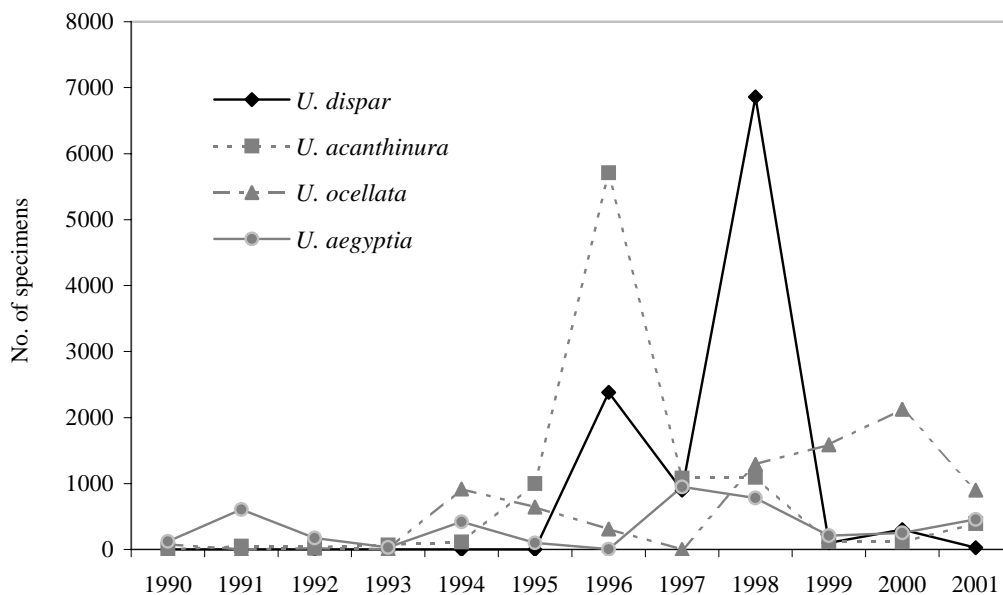 8000
7000
6000
5000
4000
3000
2000
1000
0
No. of specimens
U. dispar
U. acanthinura
U. ocellata
U. aegyptia
1990 1991 1992 1993 1994 1995 1996 1997 1998 1999 2000 2001